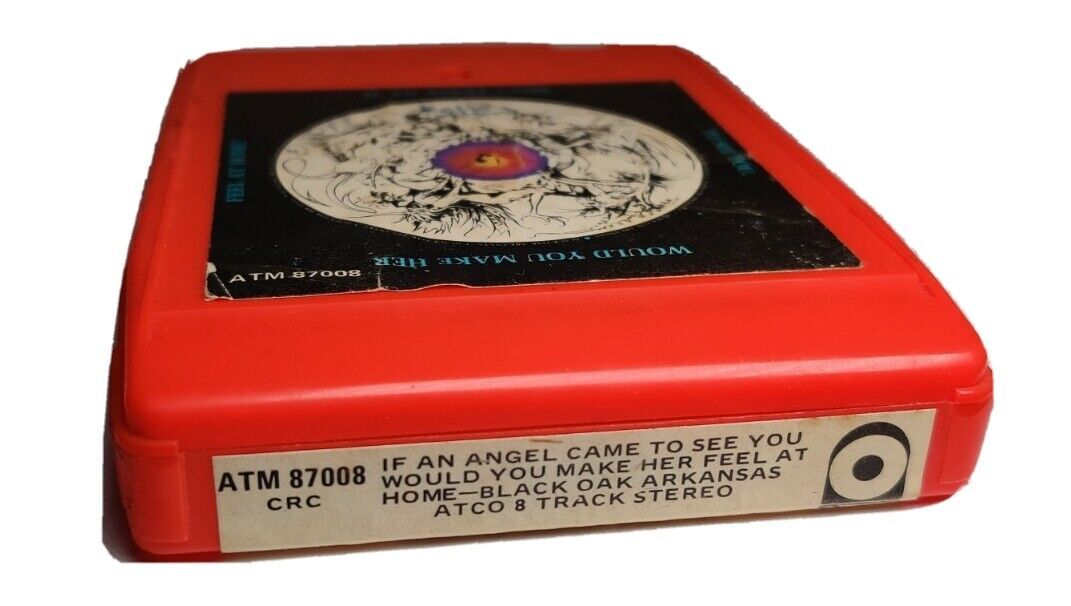 FEEL AT HOME
WOULD YOU MAKE HER
ATM 87008
ATM 87008
CRC
IF AN ANGEL CAME TO SEE YOU
WOULD YOU MAKE HER FEEL AT
HOME—BLACK OAK ARKANSAS
ATCO 8 TRACK STEREO